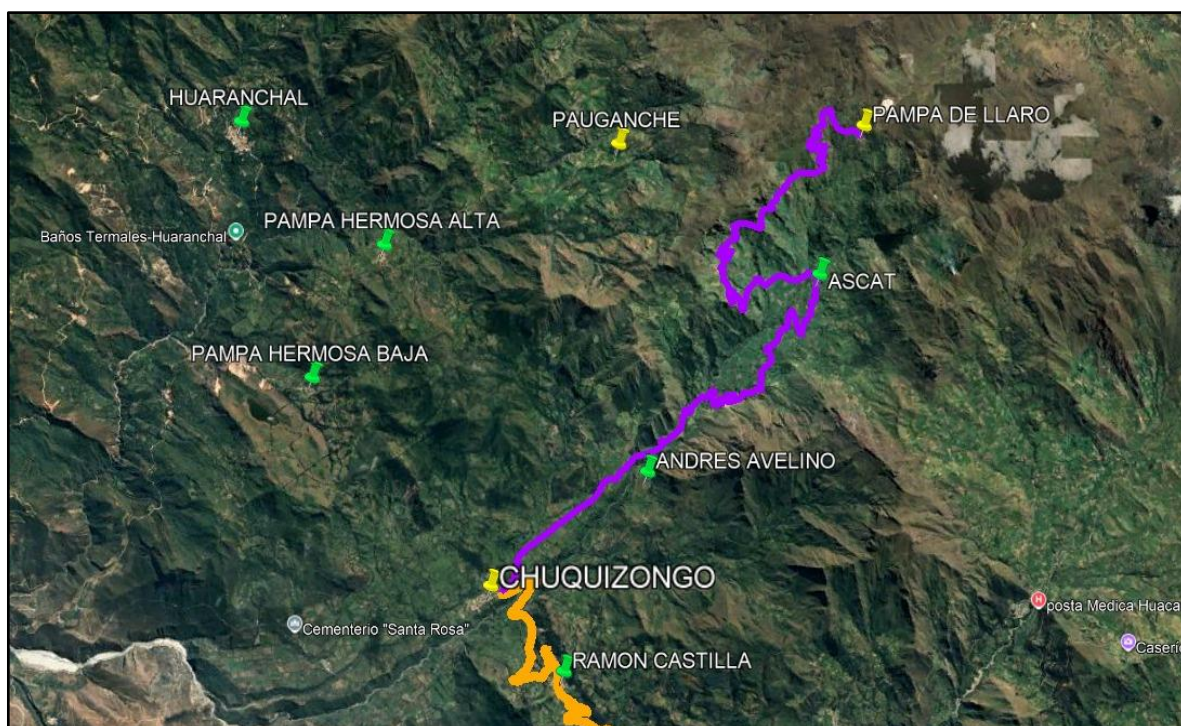 HUARANCHAL
PAUGANCHE
PAMPA DE LLARO
PAMPA HERMOSA ALTA
Baños Termales-Huaranchal
ASCAT
PAMPA HERMOSA BAJA
ANDRES AVELINO
CHUQUIZONGO
posta Medica Huaca
Cementerio "Santa Rosa"
Caserío
RAMON CASTILLA